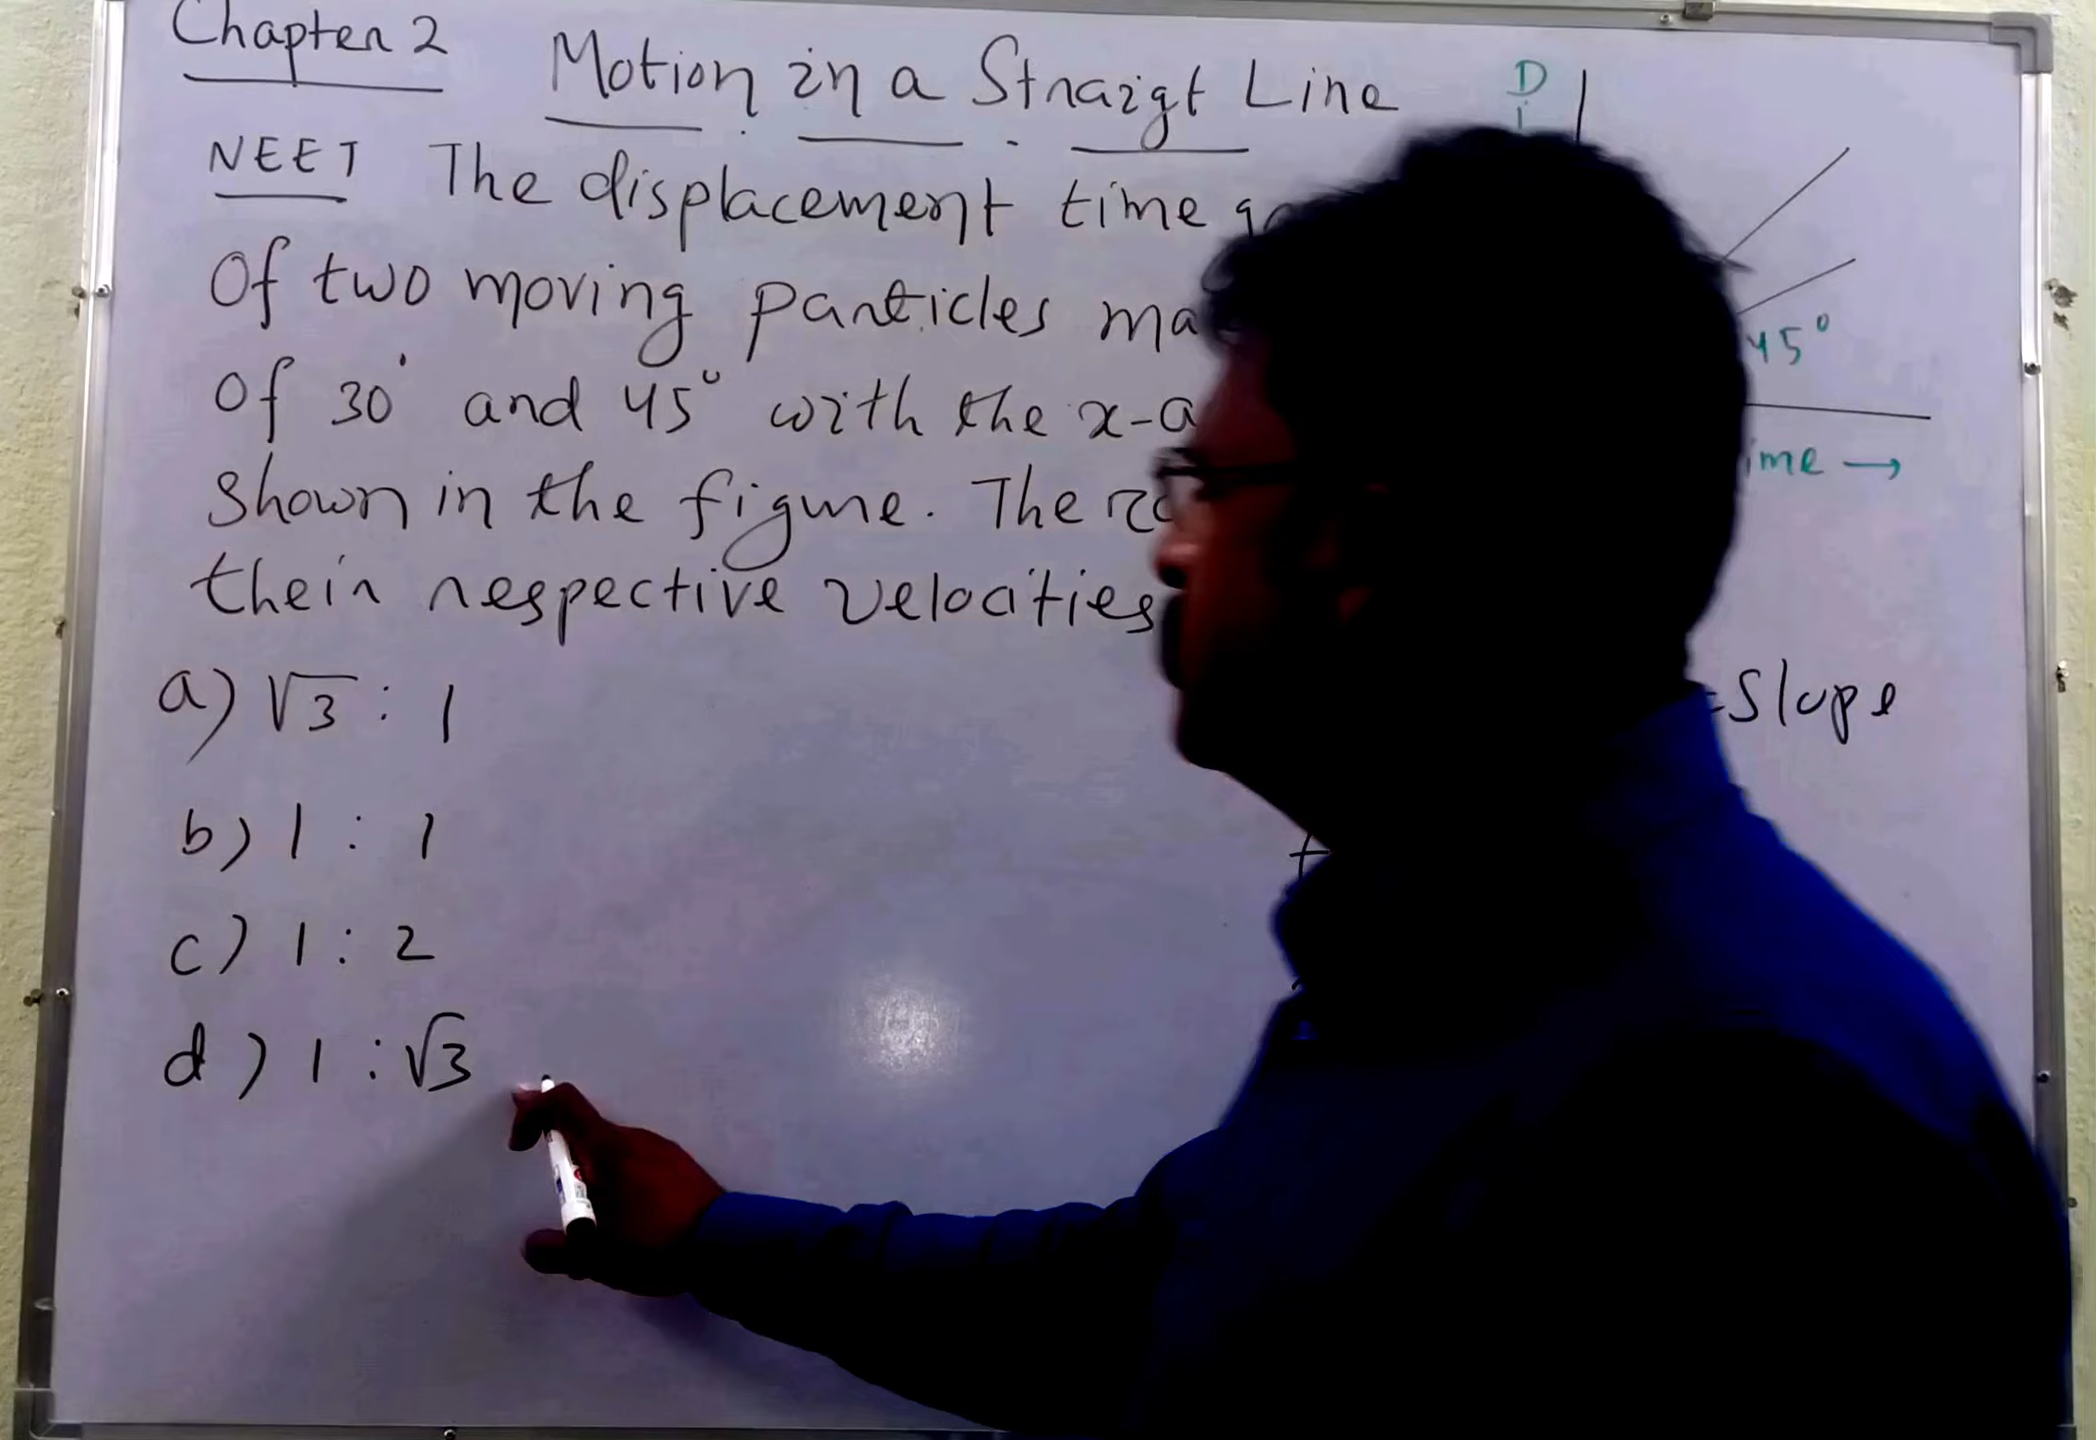 Chapter 2
Motion in a Straigt Line
NEET The displacement time
Of two moving particles
Of 30° and 45° with the x-a
Shown in the figure. The
their respective velocities
a) √3 : 1
b) 1 : 1
c) 1 : 2
d) 1 : √3
D
i
45°
ime →
=Slope